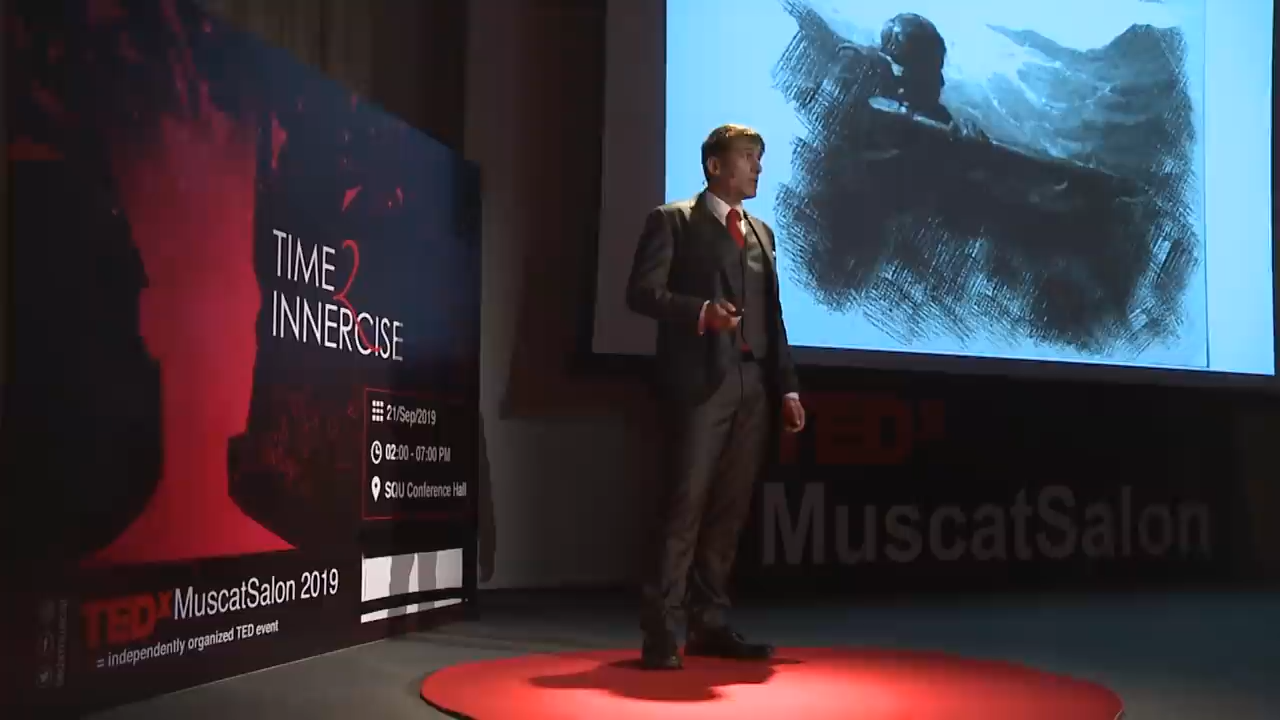 TIME 2
INNERCISE
21/Sep/2019
02:00 - 07:00 PM
SQU Conference Hall
TEDx MuscatSalon 2019
= independently organized TED event
TEDx
MuscatSalon